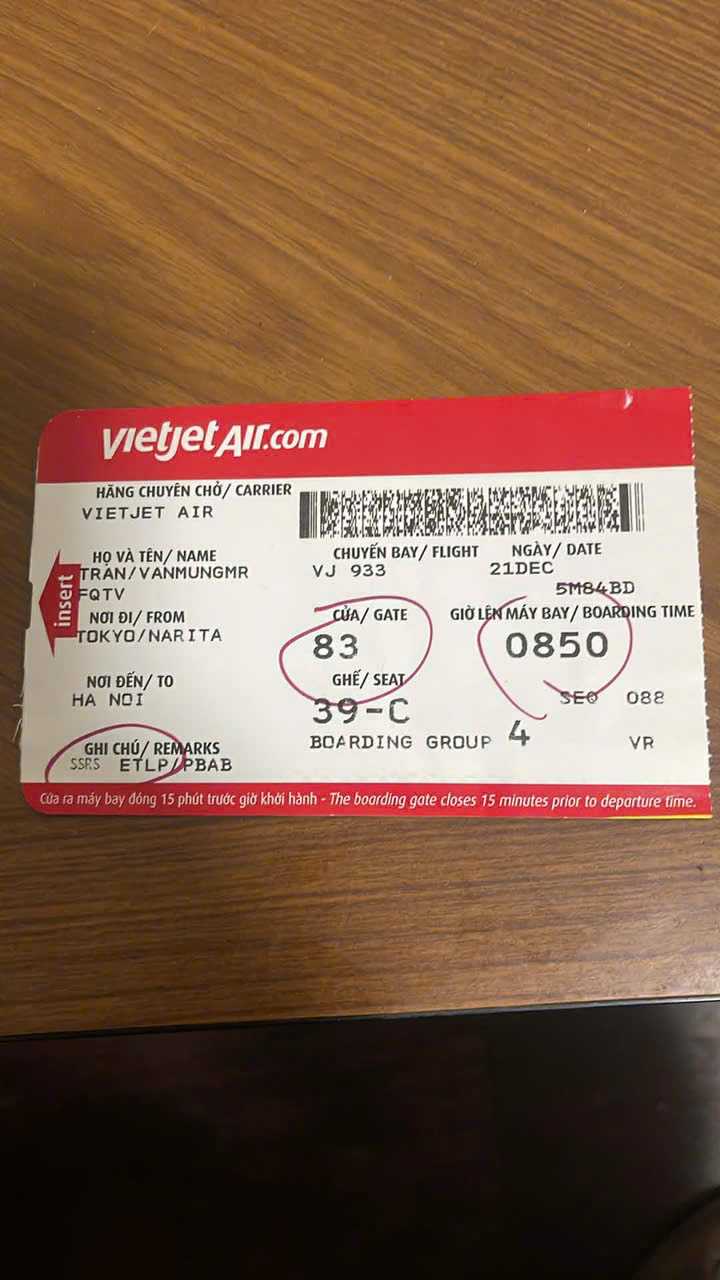 vietjetAir.com
HÃNG CHUYÊN CHỞ/ CARRIER
VIETJET AIR
HỌ VÀ TÊN/ NAME
TRAN/VANMUNGMR
FQTV
CHUYẾN BAY/ FLIGHT
VJ 933
NGÀY/ DATE
21DEC
5M84BD
insert
NƠI ĐI/ FROM
TOKYO/NARITA
CỬA/ GATE
83
GIỜ LÊN MÁY BAY/ BOARDING TIME
0850
NƠI ĐẾN/ TO
HA NOI
GHẾ/ SEAT
39-C
SEQ 088
GHI CHÚ/ REMARKS
SSRS ETLP/PBAB
BOARDING GROUP 4
VR
Cửa ra máy bay đóng 15 phút trước giờ khởi hành - The boarding gate closes 15 minutes prior to departure time.